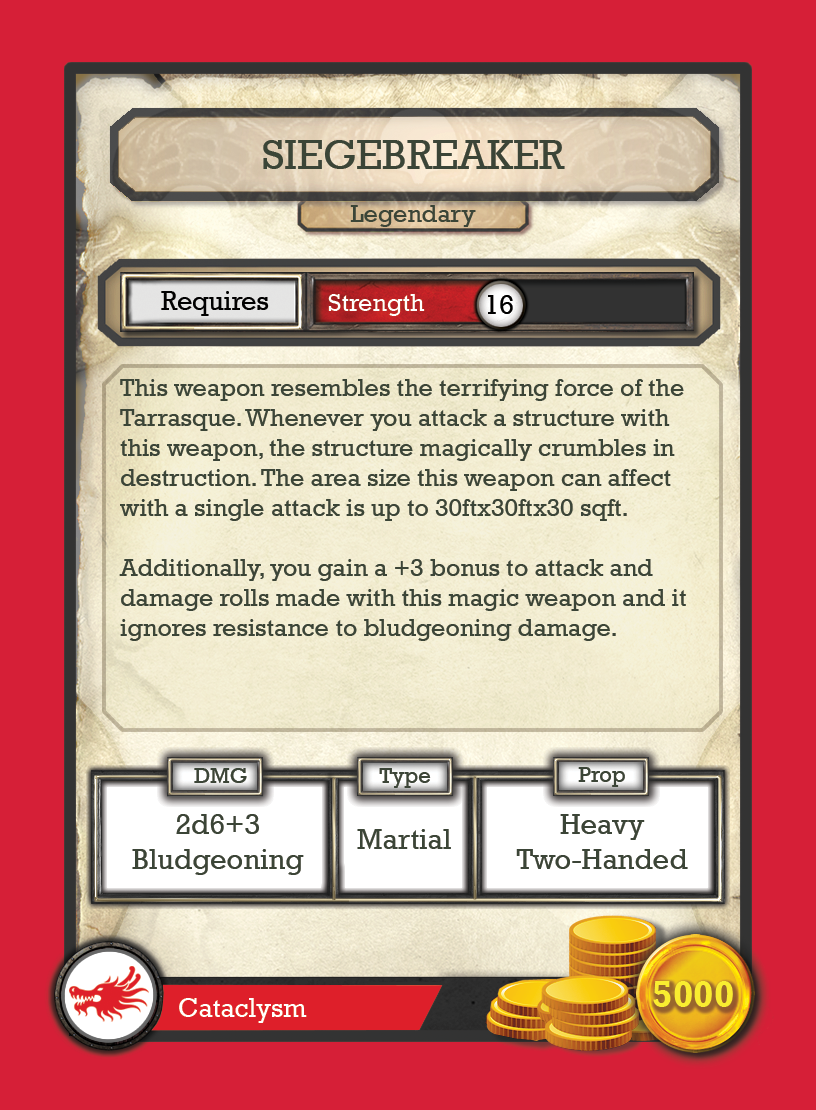 SIEGEBREAKER
Legendary
Requires
Strength
16
This weapon resembles the terrifying force of the
Tarrasque. Whenever you attack a structure with
this weapon, the structure magically crumbles in
destruction. The area size this weapon can affect
with a single attack is up to 30ftx30ftx30 sqft.
Additionally, you gain a +3 bonus to attack and
damage rolls made with this magic weapon and it
ignores resistance to bludgeoning damage.
DMG
2d6+3
Bludgeoning
Type
Martial
Prop
Heavy
Two-Handed
Cataclysm
5000